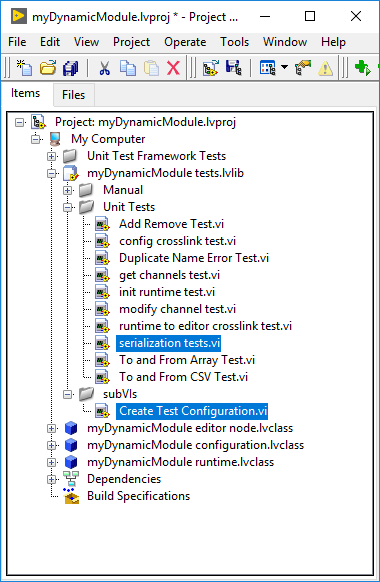 myDynamicModule.lvproj * - Project ...
File Edit View Project Operate Tools Window Help
Items Files
Project: myDynamicModule.lvproj
My Computer
Unit Test Framework Tests
myDynamicModule tests.lvlib
Manual
Unit Tests
Add Remove Test.vi
config crosslink test.vi
Duplicate Name Error Test.vi
get channels test.vi
init runtime test.vi
modify channel test.vi
runtime to editor crosslink test.vi
serialization tests.vi
To and From Array Test.vi
To and From CSV Test.vi
subVIs
Create Test Configuration.vi
myDynamicModule editor node.lvclass
myDynamicModule configuration.lvclass
myDynamicModule runtime.lvclass
Dependencies
Build Specifications